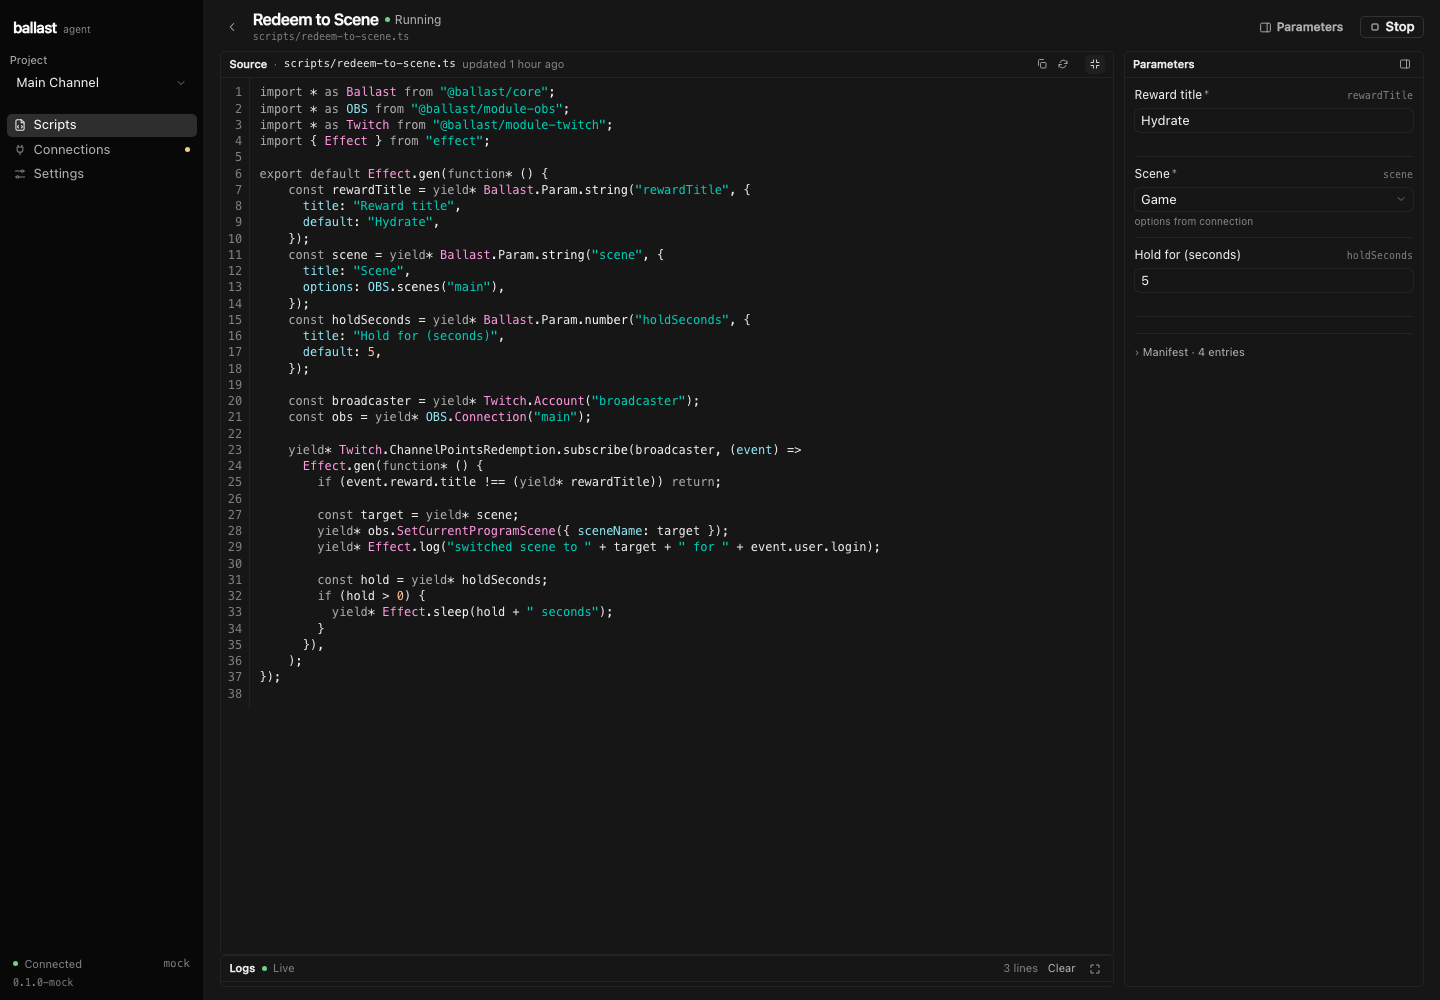 ballast agent
Project
Main Channel
Scripts
Connections
Settings
Connected mock
0.1.0-mock
Redeem to Scene Running
scripts/redeem-to-scene.ts
Parameters Stop
Source · scripts/redeem-to-scene.ts updated 1 hour ago
1 import * as Ballast from "@ballast/core";
2 import * as OBS from "@ballast/module-obs";
3 import * as Twitch from "@ballast/module-twitch";
4 import { Effect } from "effect";
5
6 export default Effect.gen(function* () {
7     const rewardTitle = yield* Ballast.Param.string("rewardTitle", {
8       title: "Reward title",
9       default: "Hydrate",
10     });
11     const scene = yield* Ballast.Param.string("scene", {
12       title: "Scene",
13       options: OBS.scenes("main"),
14     });
15     const holdSeconds = yield* Ballast.Param.number("holdSeconds", {
16       title: "Hold for (seconds)",
17       default: 5,
18     });
19
20     const broadcaster = yield* Twitch.Account("broadcaster");
21     const obs = yield* OBS.Connection("main");
22
23     yield* Twitch.ChannelPointsRedemption.subscribe(broadcaster, (event) =>
24       Effect.gen(function* () {
25         if (event.reward.title !== (yield* rewardTitle)) return;
26
27         const target = yield* scene;
28         yield* obs.SetCurrentProgramScene({ sceneName: target });
29         yield* Effect.log("switched scene to " + target + " for " + event.user.login);
30
31         const hold = yield* holdSeconds;
32         if (hold > 0) {
33           yield* Effect.sleep(hold + " seconds");
34         }
35       }),
36     );
37 });
38
Logs Live 3 lines Clear
Parameters
Reward title * rewardTitle
Hydrate
Scene * scene
Game
options from connection
Hold for (seconds) holdSeconds
5
› Manifest · 4 entries